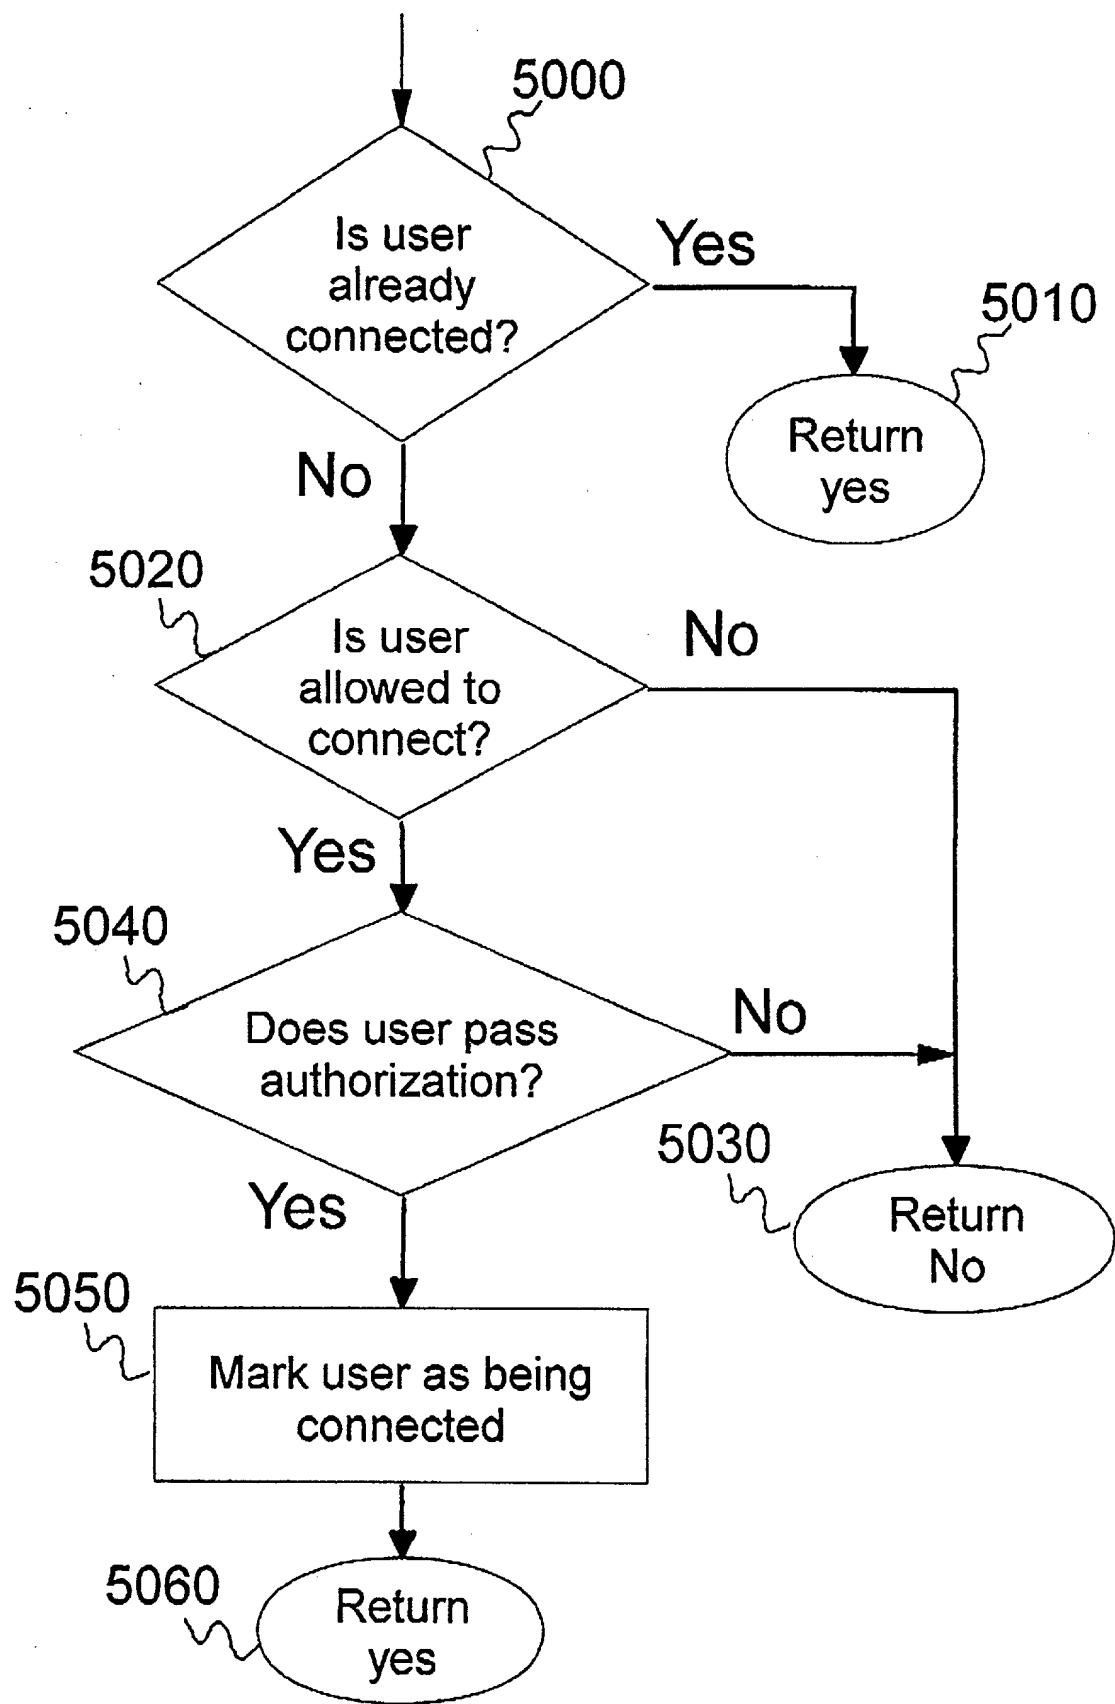 5000
Is user
already
connected?
Yes
5010
Return
yes
No
5020
Is user
allowed to
connect?
No
Yes
5040
Does user pass
authorization?
No
5030
Return
No
Yes
5050
Mark user as being
connected
5060
Return
yes